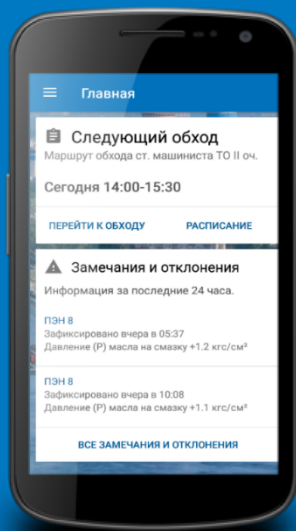 Главная
Следующий обход
Маршрут обхода ст. машиниста ТО II оч.
Сегодня 14:00-15:30
ПЕРЕЙТИ К ОБХОДУ РАСПИСАНИЕ
Замечания и отклонения
Информация за последние 24 часа.
ПЭН 8
Зафиксировано вчера в 05:37
Давление (Р) масла на смазку +1.2 кгс/см²
ПЭН 8
Зафиксировано вчера в 10:08
Давление (Р) масла на смазку +1.1 кгс/см²
ВСЕ ЗАМЕЧАНИЯ И ОТКЛОНЕНИЯ